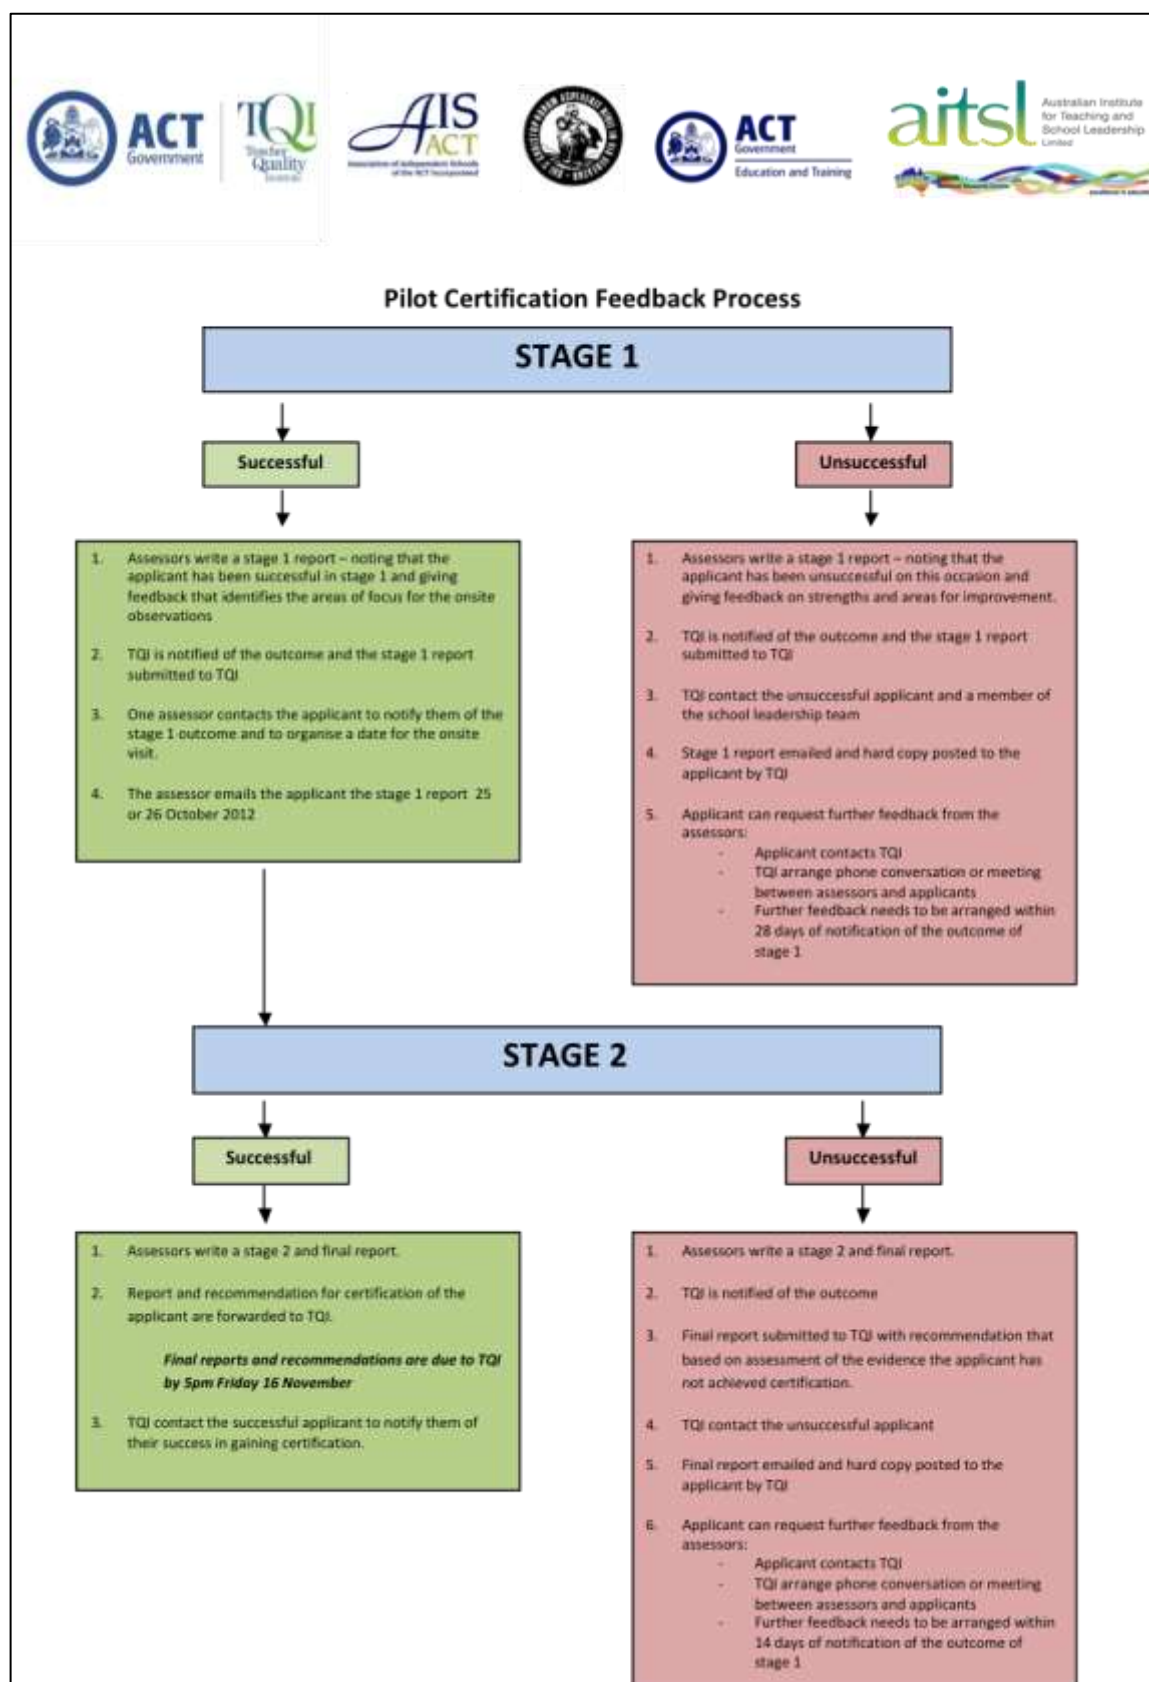 ACT
Government
TQI
Teacher
Quality
Institute
AIS
ACT
Association of Independent Schools
of the ACT Incorporated
ACT
Government
Education and Training
aitsl
Australian Institute
for Teaching and
School Leadership
Limited
Pilot Certification Feedback Process
STAGE 1
Successful
Unsuccessful
1. Assessors write a stage 1 report – noting that the
applicant has been successful in stage 1 and giving
feedback that identifies the areas of focus for the onsite
observations
2. TQI is notified of the outcome and the stage 1 report
submitted to TQI
3. One assessor contacts the applicant to notify them of the
stage 1 outcome and to organise a date for the onsite
visit.
4. The assessor emails the applicant the stage 1 report 25
or 26 October 2012
1. Assessors write a stage 1 report – noting that the
applicant has been unsuccessful on this occasion and
giving feedback on strengths and areas for improvement.
2. TQI is notified of the outcome and the stage 1 report
submitted to TQI
3. TQI contact the unsuccessful applicant and a member of
the school leadership team
4. Stage 1 report emailed and hard copy posted to the
applicant by TQI
5. Applicant can request further feedback from the
assessors:
- Applicant contacts TQI
- TQI arrange phone conversation or meeting
between assessors and applicants
- Further feedback needs to be arranged within
28 days of notification of the outcome of
stage 1
STAGE 2
Successful
Unsuccessful
1. Assessors write a stage 2 and final report.
2. Report and recommendation for certification of the
applicant are forwarded to TQI.
Final reports and recommendations are due to TQI
by 5pm Friday 16 November
3. TQI contact the successful applicant to notify them of
their success in gaining certification.
1. Assessors write a stage 2 and final report.
2. TQI is notified of the outcome
3. Final report submitted to TQI with recommendation that
based on assessment of the evidence the applicant has
not achieved certification.
4. TQI contact the unsuccessful applicant
5. Final report emailed and hard copy posted to the
applicant by TQI
6. Applicant can request further feedback from the
assessors:
- Applicant contacts TQI
- TQI arrange phone conversation or meeting
between assessors and applicants
- Further feedback needs to be arranged within
14 days of notification of the outcome of
stage 1